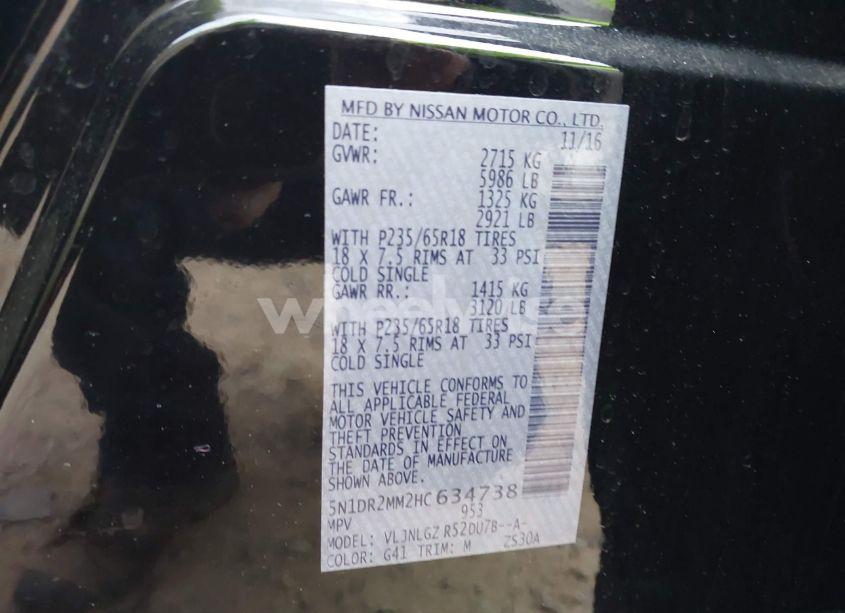 MFD BY NISSAN MOTOR CO., LTD.
DATE: 11/16
GVWR: 2715 KG
5986 LB
GAWR FR.: 1325 KG
2921 LB
WITH P235/65R18 TIRES
18 X 7.5 RIMS AT 33 PSI
COLD SINGLE
GAWR RR.: 1415 KG
3120 LB
WITH P235/65R18 TIRES
18 X 7.5 RIMS AT 33 PSI
COLD SINGLE
THIS VEHICLE CONFORMS TO
ALL APPLICABLE FEDERAL
MOTOR VEHICLE SAFETY AND
THEFT PREVENTION
STANDARDS IN EFFECT ON
THE DATE OF MANUFACTURE
SHOWN ABOVE.
5N1DR2MM2HC634738
MPV 953
MODEL: VLJNLGZ R52DU7B--A-
COLOR: G41 TRIM: M ZS30A